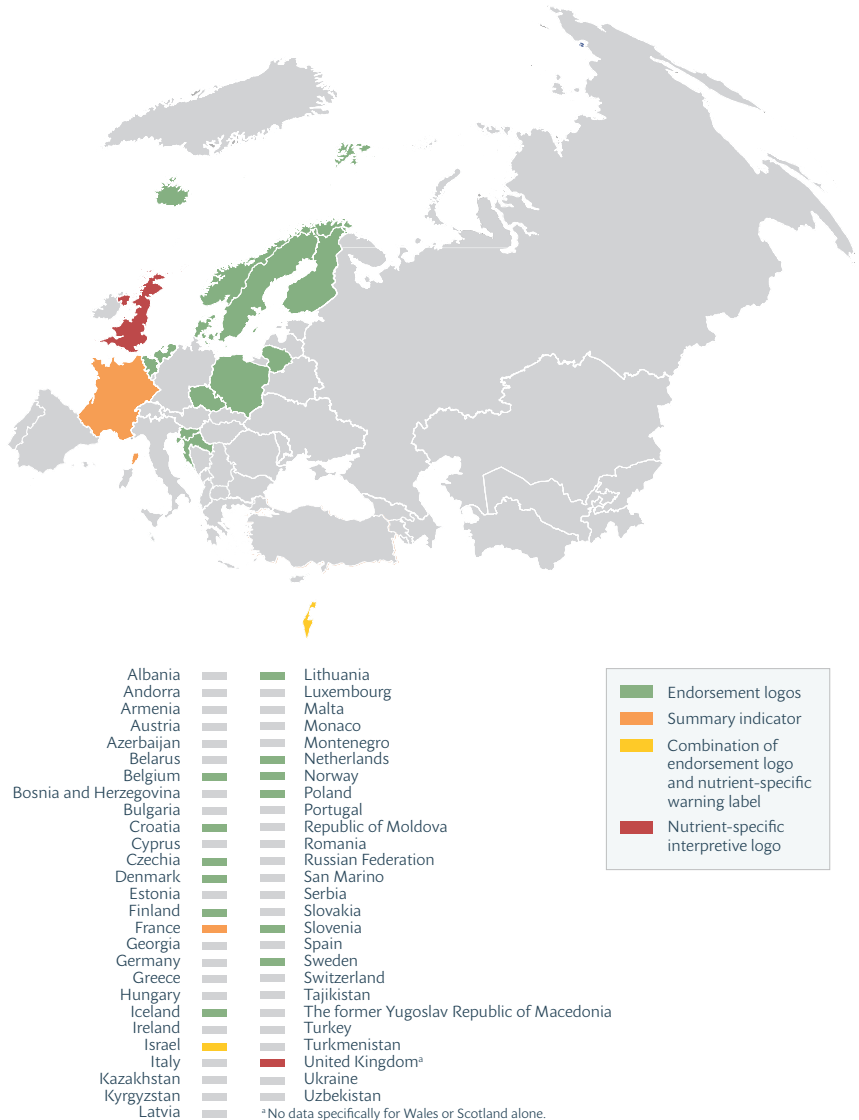 Albania
Andorra
Armenia
Austria
Azerbaijan
Belarus
Belgium
Bosnia and Herzegovina
Bulgaria
Croatia
Cyprus
Czechia
Denmark
Estonia
Finland
France
Georgia
Germany
Greece
Hungary
Iceland
Ireland
Israel
Italy
Kazakhstan
Kyrgyzstan
Latvia
Lithuania
Luxembourg
Malta
Monaco
Montenegro
Netherlands
Norway
Poland
Portugal
Republic of Moldova
Romania
Russian Federation
San Marino
Serbia
Slovakia
Slovenia
Spain
Sweden
Switzerland
Tajikistan
The former Yugoslav Republic of Macedonia
Turkey
Turkmenistan
United Kingdomᵃ
Ukraine
Uzbekistan
ᵃ No data specifically for Wales or Scotland alone.
Endorsement logos
Summary indicator
Combination of
endorsement logo
and nutrient-specific
warning label
Nutrient-specific
interpretive logo